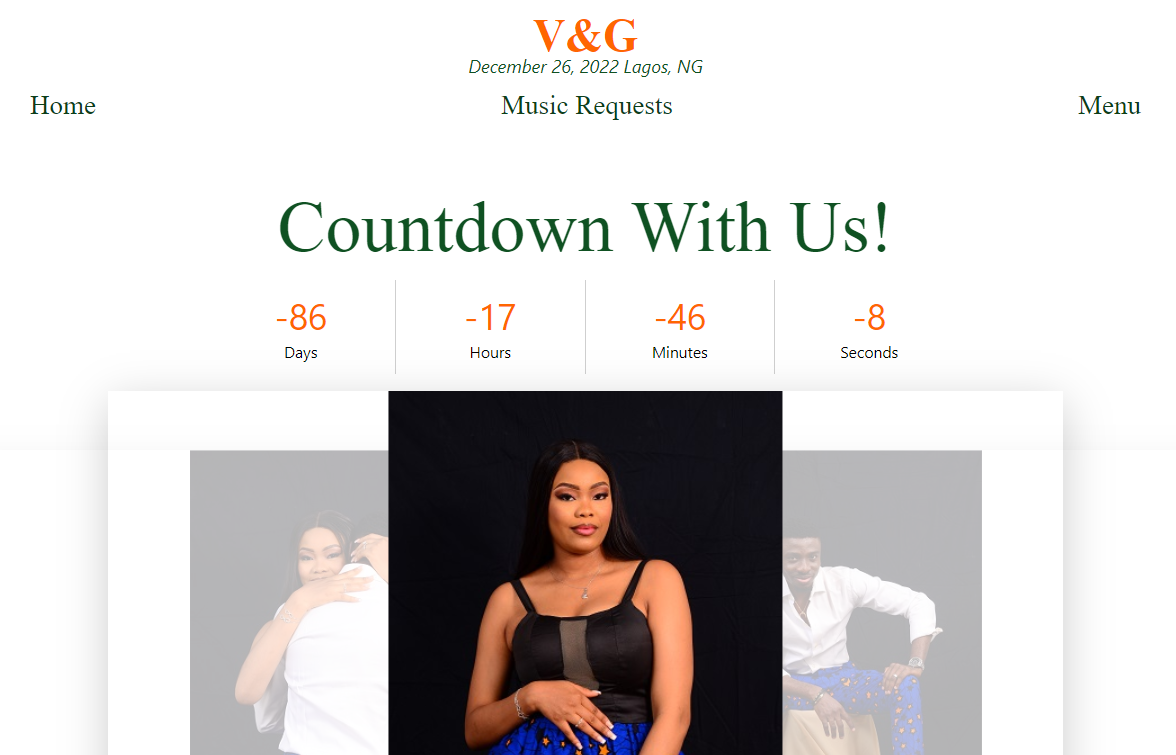 V&G
December 26, 2022 Lagos, NG
Home Music Requests Menu
Countdown With Us!
-86 -17 -46 -8
Days Hours Minutes Seconds